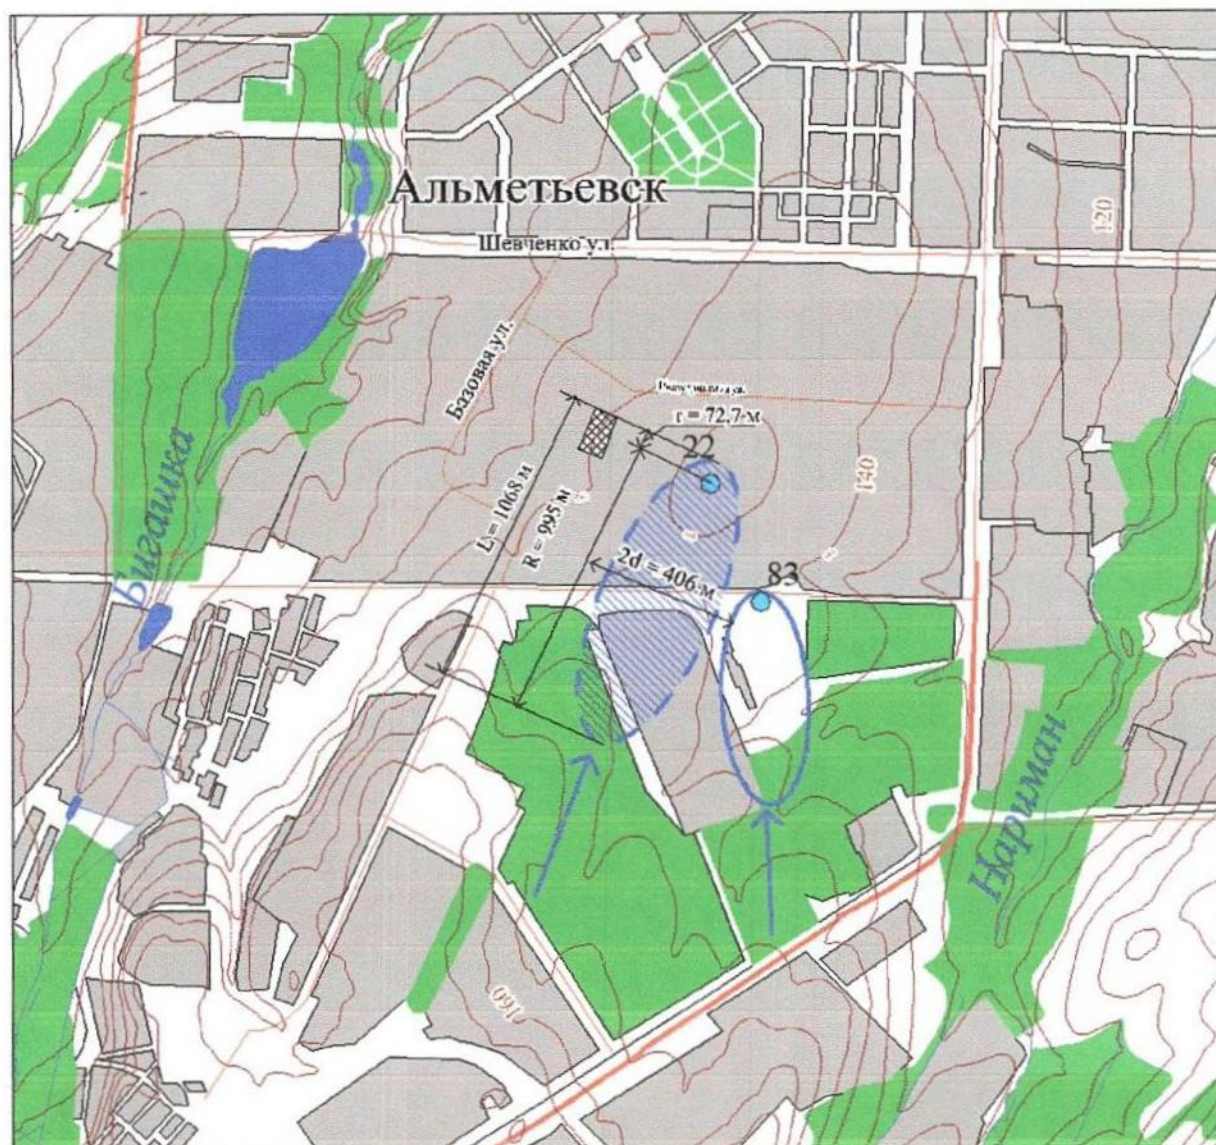 Альметьевск
Шевченко ул.
120
Базовая ул.
r = 72,7 м
22
140
L = 1068 м
R = 995 м
2d = 406 м
83
Бигашка
Нариман
160